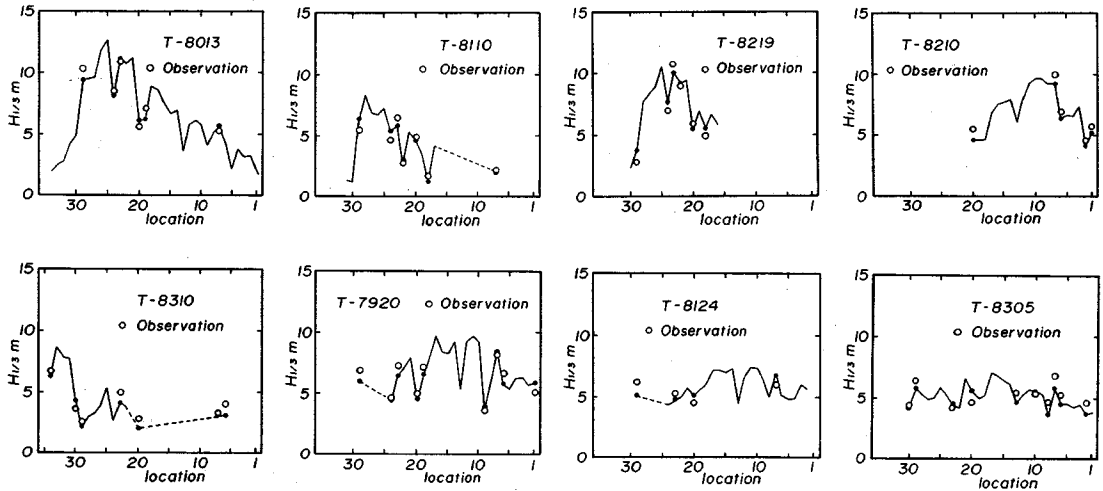 15
10
5
0
H1/3 m
T-8013
Observation
30 20 10 1
location
15
10
5
0
T-8110
Observation
30 20 10 1
location
15
10
5
0
T-8219
Observation
30 20 10 1
location
15
10
5
0
T-8210
Observation
30 20 10 1
location
15
10
5
0
H1/3 m
T-8310
Observation
30 20 10 1
location
15
10
5
0
T-7920
Observation
30 20 10 1
location
15
10
5
0
T-8124
Observation
30 20 10 1
location
15
10
5
0
T-8305
Observation
30 20 10 1
location